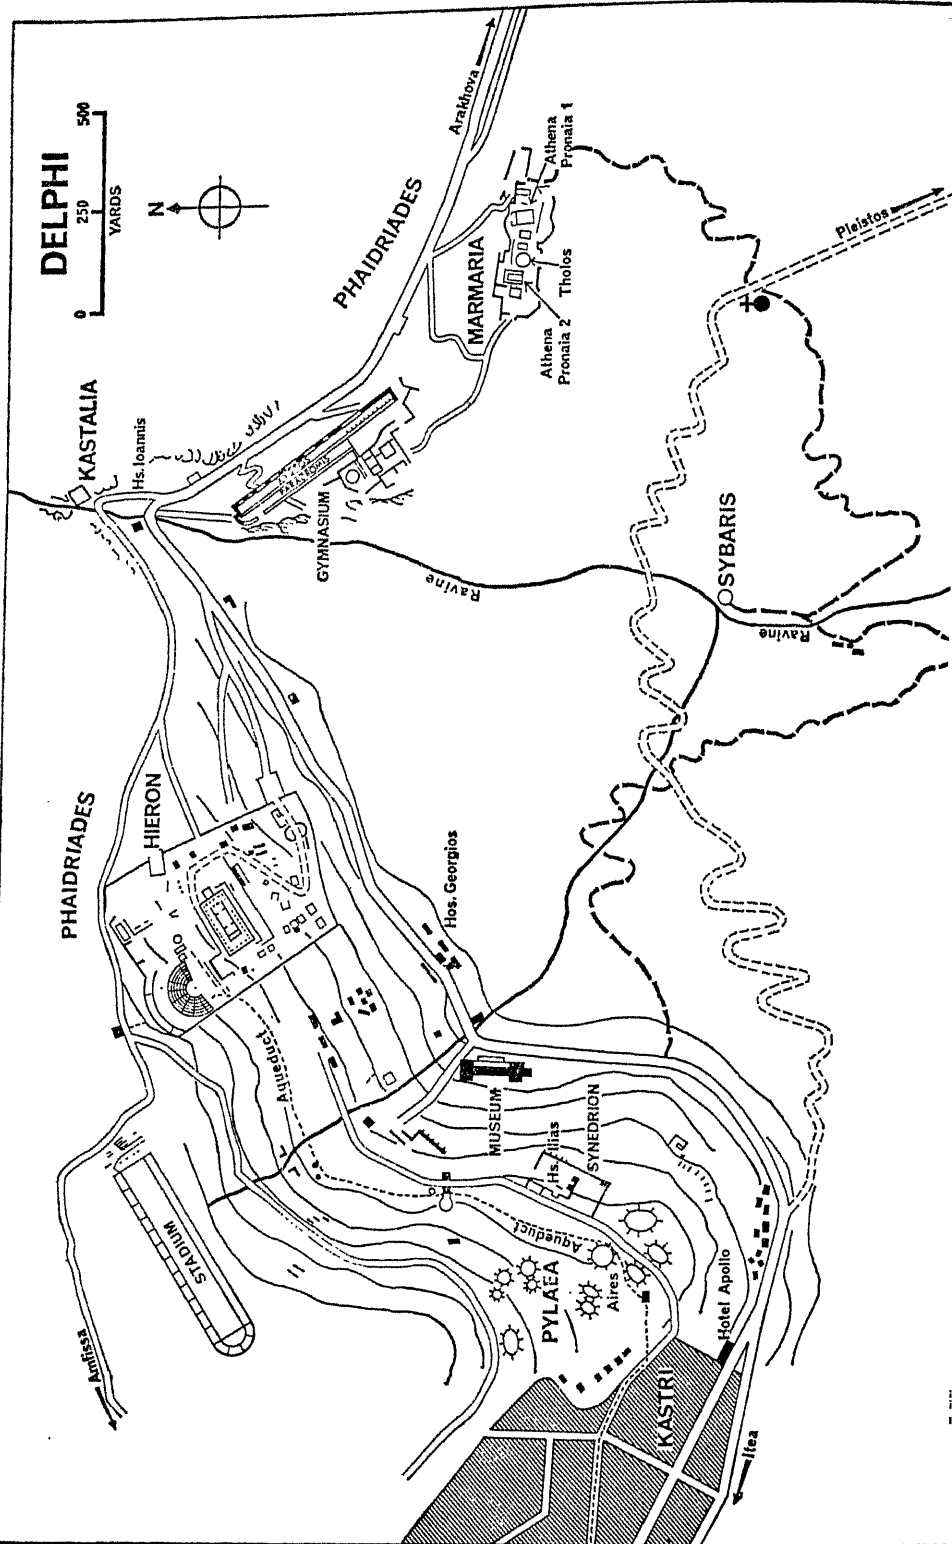 DELPHI
0 250 500
YARDS
N
Arakhova
PHAIDRIADES
KASTALIA
Hs. Ioannis
MARMARIA
Athena
Pronaia 1
Tholos
Athena
Pronaia 2
GYMNASIUM
Pleistos
Ravine
SYBARIS
Ravine
PHAIDRIADES
HIERON
Hos. Georgios
Aqueduct
MUSEUM
Hs. Ilias
SYNEDRION
STADIUM
Amfissa
Aqueduct
PYLAEA
Aires
Hotel Apollo
KASTRI
Itea